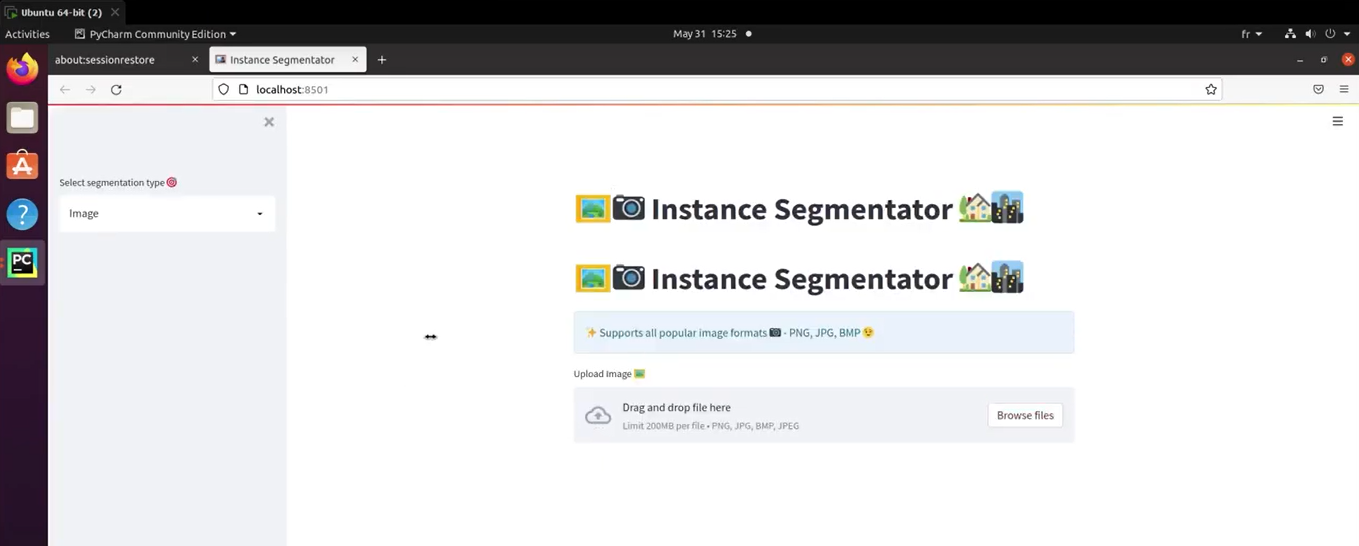 Ubuntu 64-bit (2)
Activities PyCharm Community Edition May 31 15:25 fr
about:sessionrestore Instance Segmentator
localhost:8501
Select segmentation type
Image
Instance Segmentator
Instance Segmentator
Supports all popular image formats - PNG, JPG, BMP
Upload Image
Drag and drop file here
Limit 200MB per file • PNG, JPG, BMP, JPEG
Browse files
PC